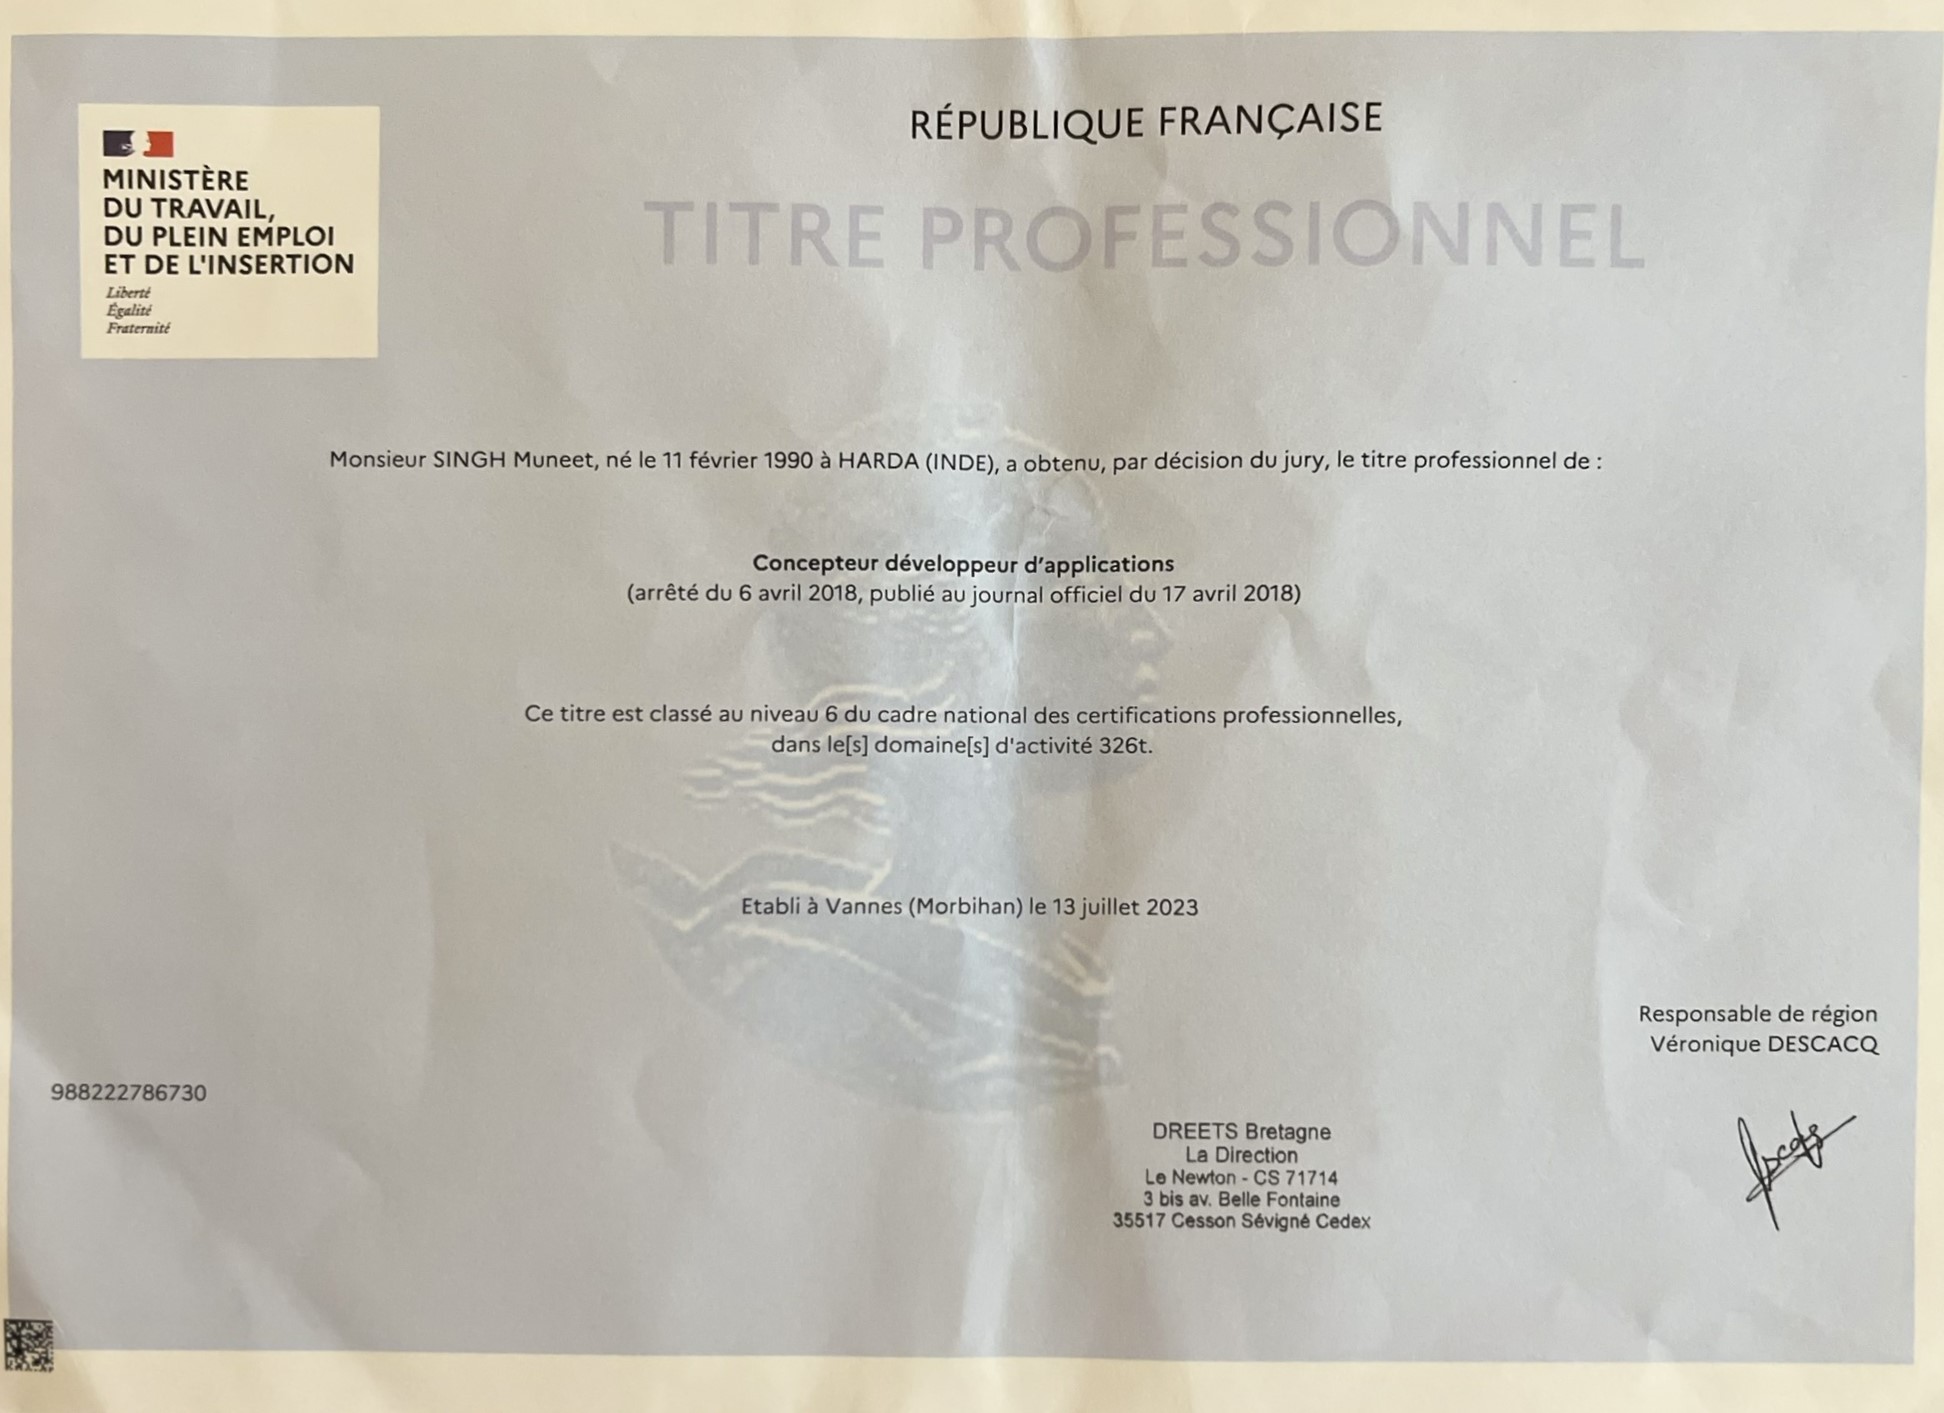 RÉPUBLIQUE FRANÇAISE
TITRE PROFESSIONNEL
MINISTÈRE
DU TRAVAIL,
DU PLEIN EMPLOI
ET DE L'INSERTION
Liberté
Égalité
Fraternité
Monsieur SINGH Muneet, né le 11 février 1990 à HARDA (INDE), a obtenu, par décision du jury, le titre professionnel de :
Concepteur développeur d'applications
(arrêté du 6 avril 2018, publié au journal officiel du 17 avril 2018)
Ce titre est classé au niveau 6 du cadre national des certifications professionnelles,
dans le[s] domaine[s] d'activité 326t.
Etabli à Vannes (Morbihan) le 13 juillet 2023
Responsable de région
Véronique DESCACQ
988222786730
DREETS Bretagne
La Direction
Le Newton - CS 71714
3 bis av. Belle Fontaine
35517 Cesson Sévigné Cedex